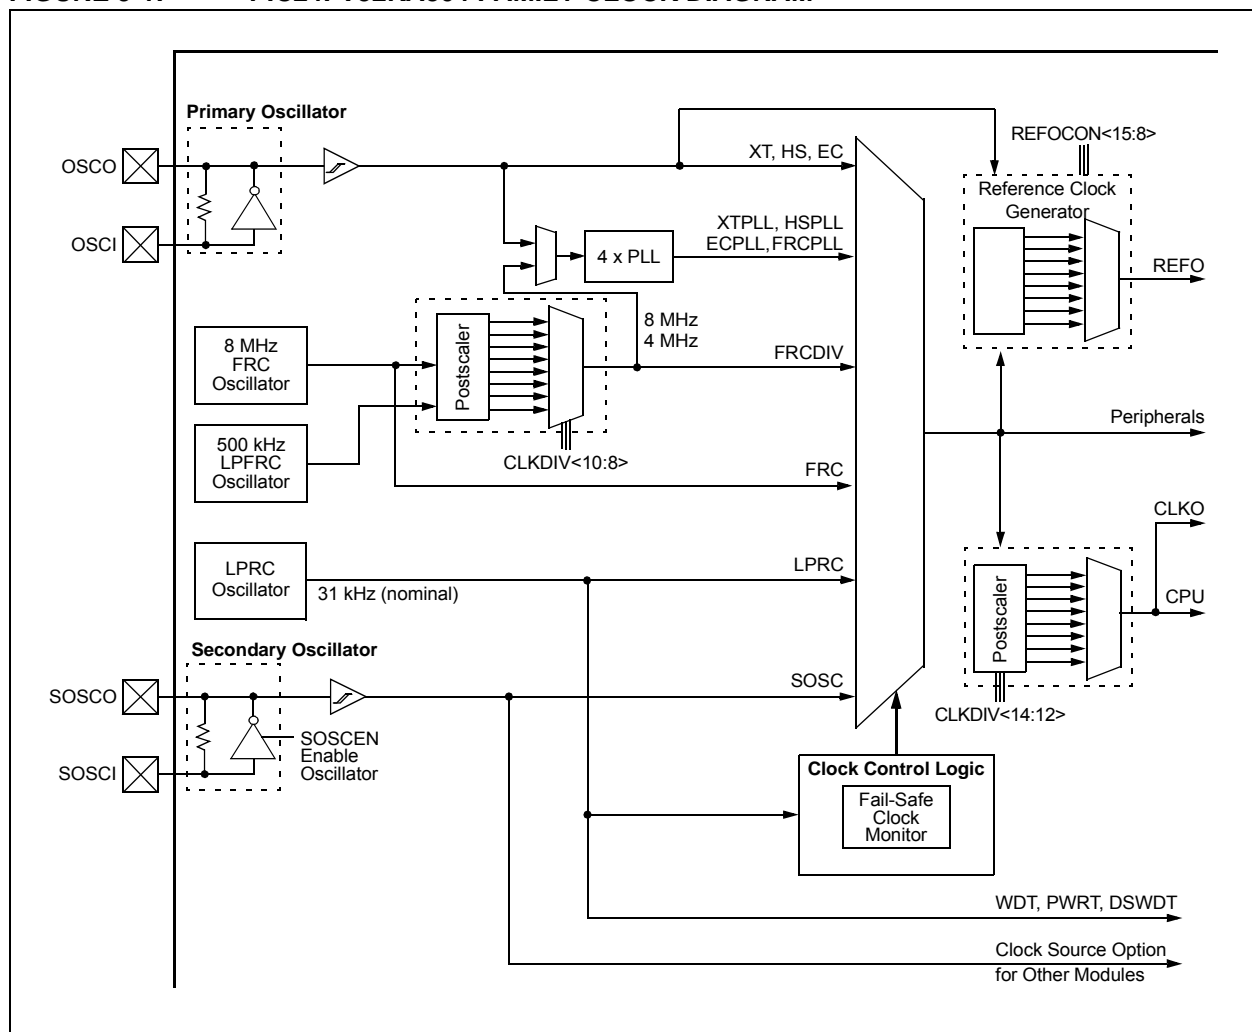 Primary Oscillator
OSCO
OSCI
XT, HS, EC
REFOCON<15:8>
Reference Clock
Generator
REFO
XTPLL, HSPLL
ECPLL,FRCPLL
4 x PLL
8 MHz
FRC
Oscillator
500 kHz
LPFRC
Oscillator
Postscaler
CLKDIV<10:8>
8 MHz
4 MHz
FRCDIV
Peripherals
FRC
CLKO
CPU
Postscaler
CLKDIV<14:12>
LPRC
Oscillator
31 kHz (nominal)
LPRC
Secondary Oscillator
SOSCO
SOSCI
SOSCEN
Enable
Oscillator
SOSC
Clock Control Logic
Fail-Safe
Clock
Monitor
WDT, PWRT, DSWDT
Clock Source Option
for Other Modules